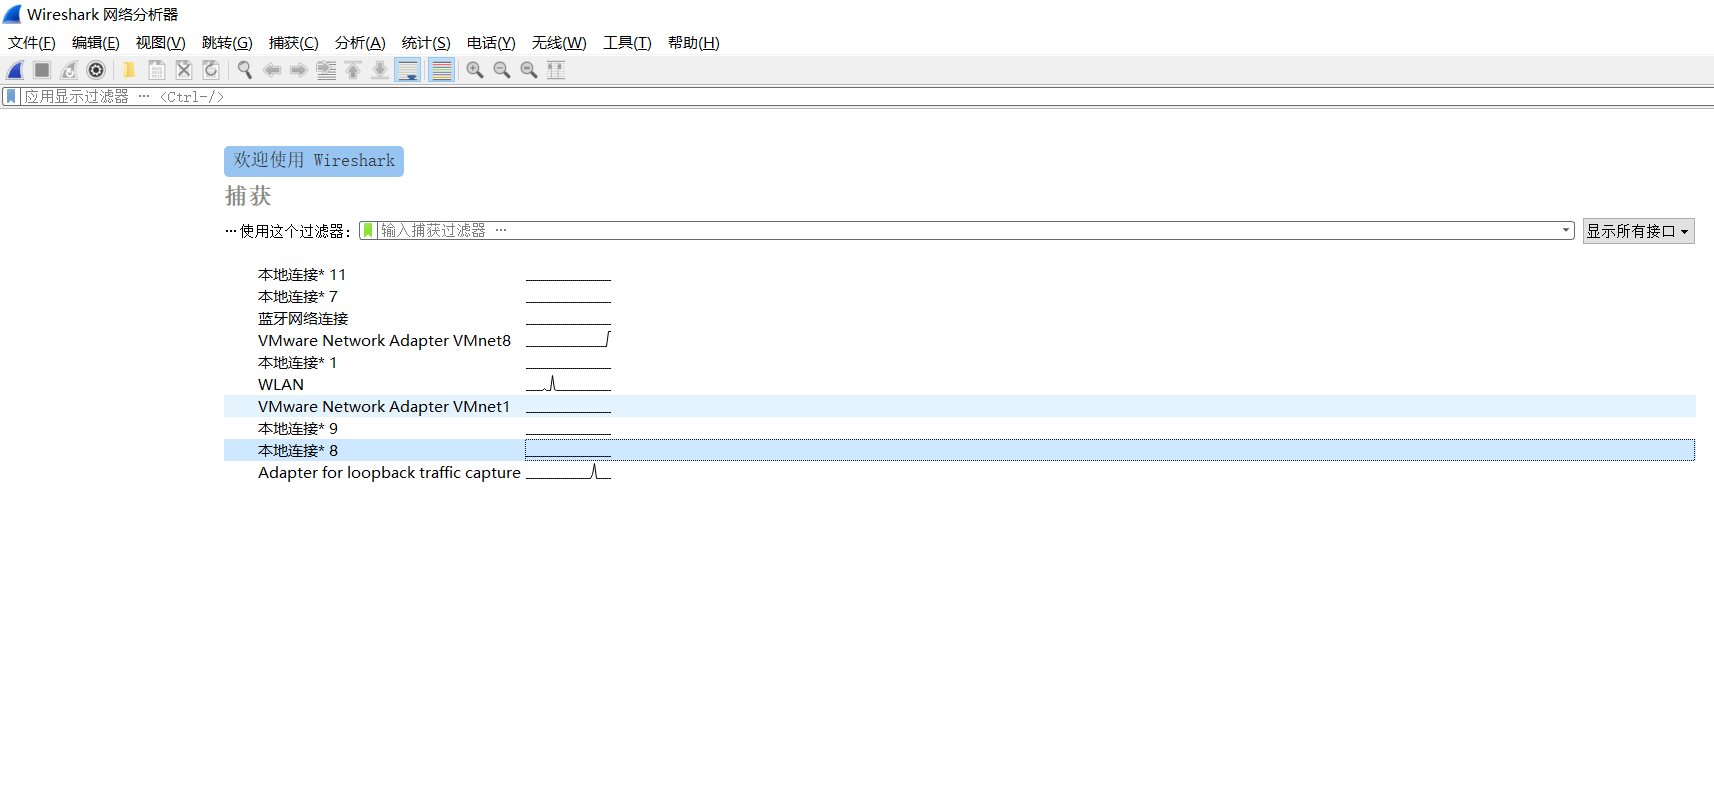 Wireshark 网络分析器
文件(F) 编辑(E) 视图(V) 跳转(G) 捕获(C) 分析(A) 统计(S) 电话(Y) 无线(W) 工具(T) 帮助(H)
应用显示过滤器 … <Ctrl-/>
欢迎使用 Wireshark
捕获
…使用这个过滤器: 输入捕获过滤器 … 显示所有接口
本地连接* 11
本地连接* 7
蓝牙网络连接
VMware Network Adapter VMnet8
本地连接* 1
WLAN
VMware Network Adapter VMnet1
本地连接* 9
本地连接* 8
Adapter for loopback traffic capture